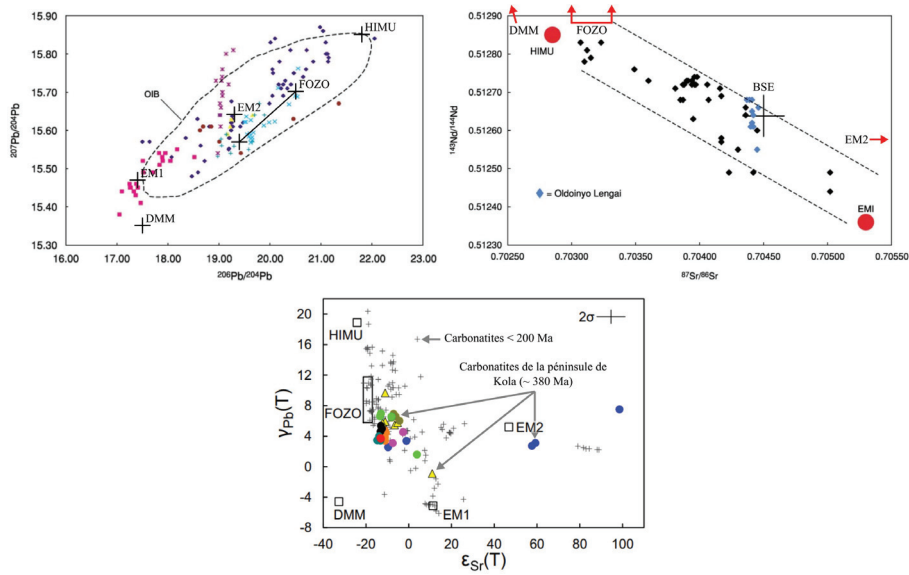 15.90
15.80
15.70
15.60
15.50
15.40
15.30
²⁰⁷Pb/²⁰⁴Pb
HIMU
FOZO
OIB
EM2
EM1
DMM
16.00 17.00 18.00 19.00 20.00 21.00 22.00 23.00
²⁰⁶Pb/²⁰⁴Pb
0.51290
0.51280
0.51270
0.51260
0.51250
0.51240
0.51230
DMM
FOZO
HIMU
BSE
EM2
= Oldoinyo Lengai
EMI
0.70250 0.70300 0.70350 0.70400 0.70450 0.70500 0.70550
⁸⁷Sr/⁸⁶Sr
24
20
16
12
8
4
0
-4
-8
γPb(T)
HIMU
2σ
Carbonatites < 200 Ma
Carbonatites de la péninsule de
Kola (~ 380 Ma)
FOZO
EM2
DMM
EM1
-40 -20 0 20 40 60 80 100
εSr(T)